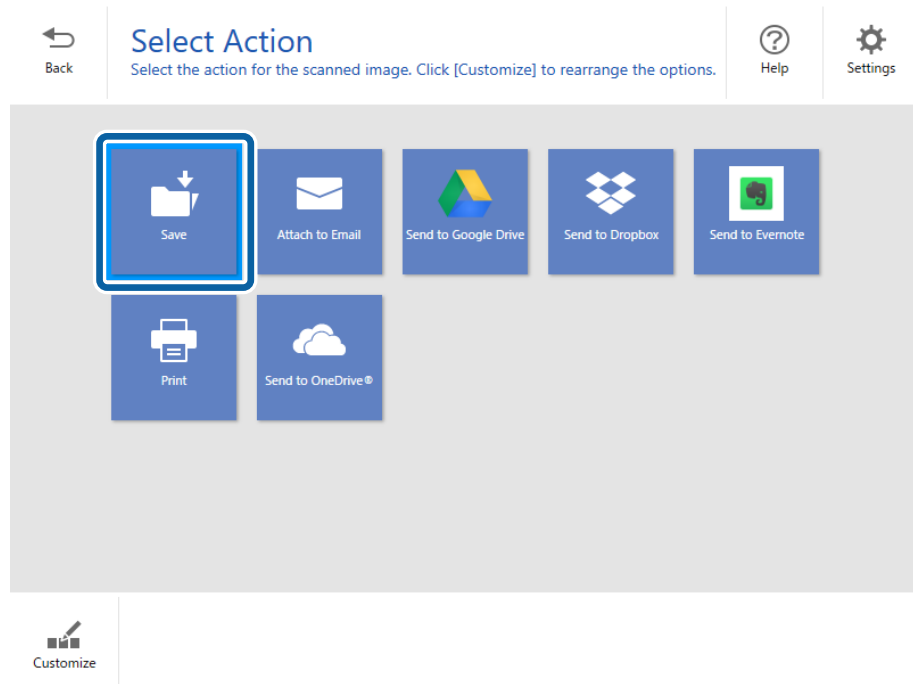 Back
Select Action
Select the action for the scanned image. Click [Customize] to rearrange the options.
Help
Settings
Save
Attach to Email
Send to Google Drive
Send to Dropbox
Send to Evernote
Print
Send to OneDrive®
Customize